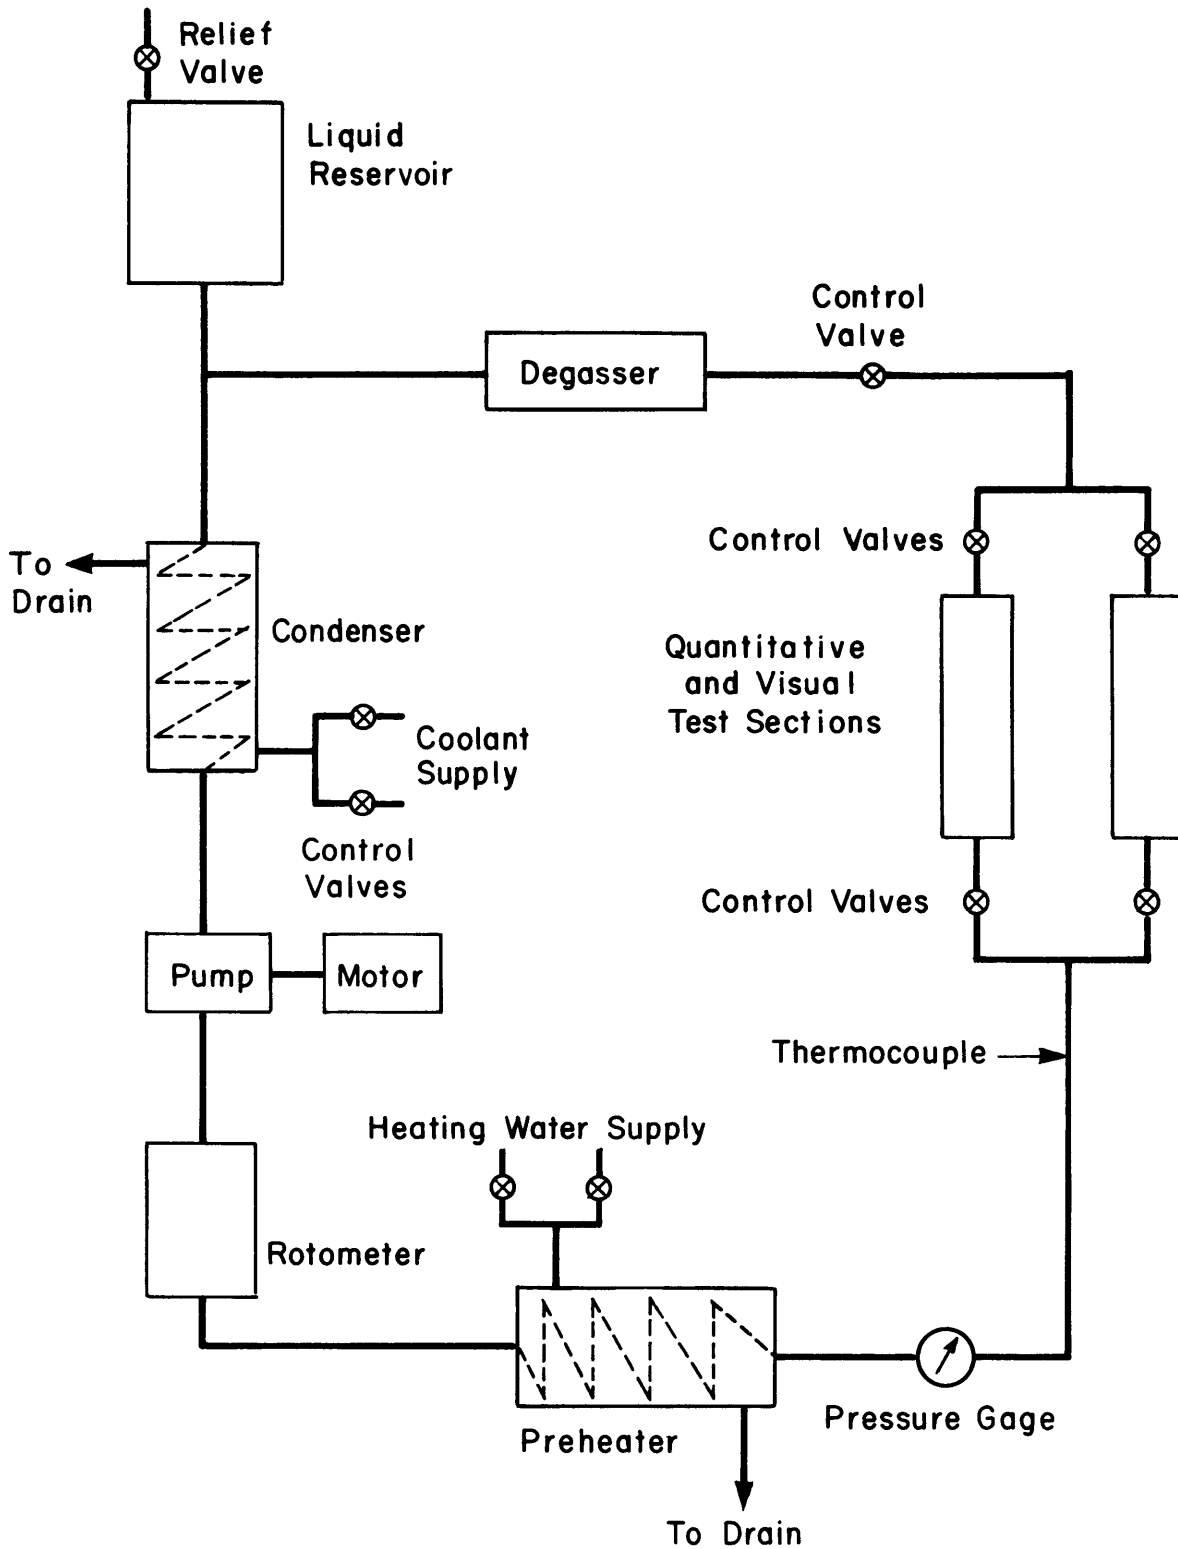 Relief
Valve
Liquid
Reservoir
Control
Valve
Degasser
Control Valves
To
Drain
Condenser
Quantitative
and Visual
Test Sections
Coolant
Supply
Control
Valves
Control Valves
Pump
Motor
Thermocouple
Heating Water Supply
Rotometer
Pressure Gage
Preheater
To Drain